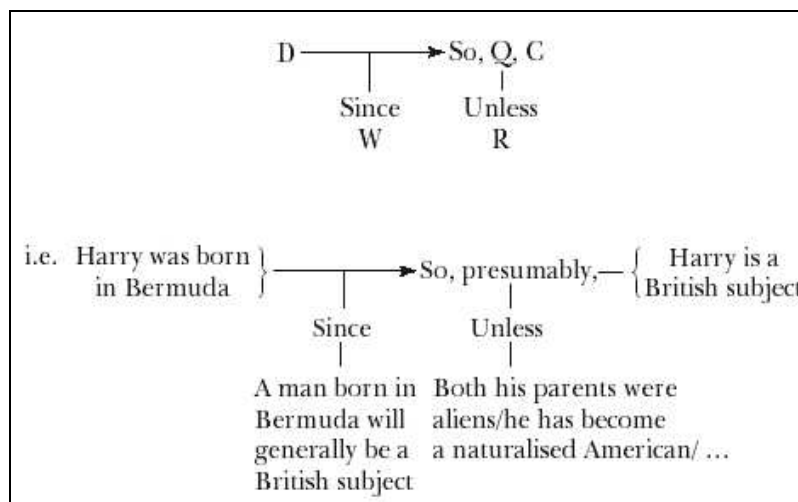 D So, Q, C
Since Unless
W R
i.e. Harry was born in Bermuda } So, presumably, { Harry is a British subject
Since Unless
A man born in Both his parents were
Bermuda will aliens/he has become
generally be a a naturalised American/ …
British subject